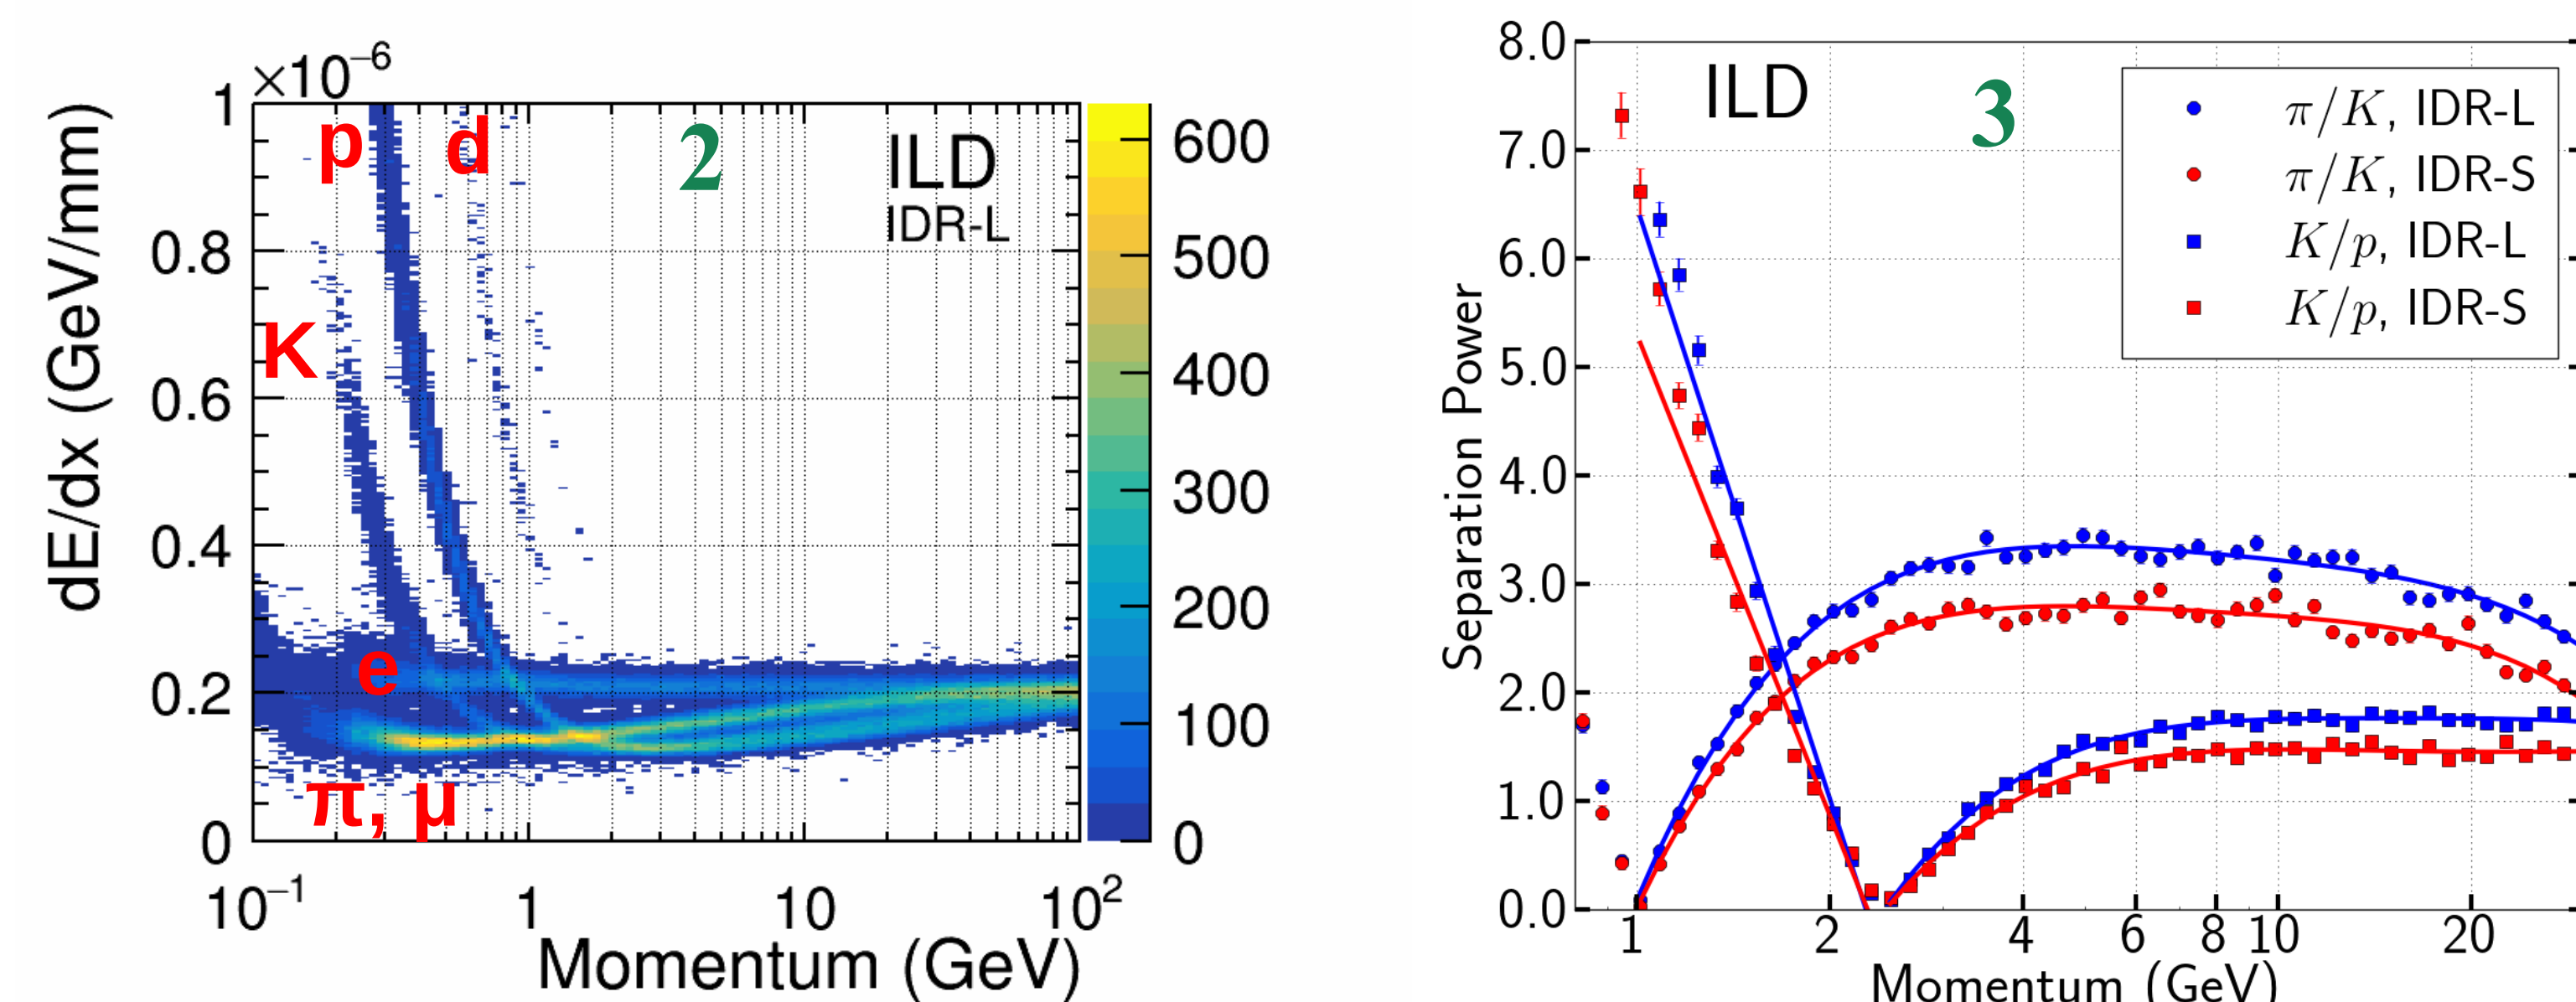 ×10⁻⁶
1
0.8
0.6
0.4
0.2
0
dE/dx (GeV/mm)
p
d
2
ILD
IDR-L
K
e
π, μ
10⁻¹
1
10
10²
Momentum (GeV)
600
500
400
300
200
100
0
8.0
7.0
6.0
5.0
4.0
3.0
2.0
1.0
0.0
Separation Power
ILD
3
π/K, IDR-L
π/K, IDR-S
K/p, IDR-L
K/p, IDR-S
1
2
4
6
8
10
20
Momentum (GeV)